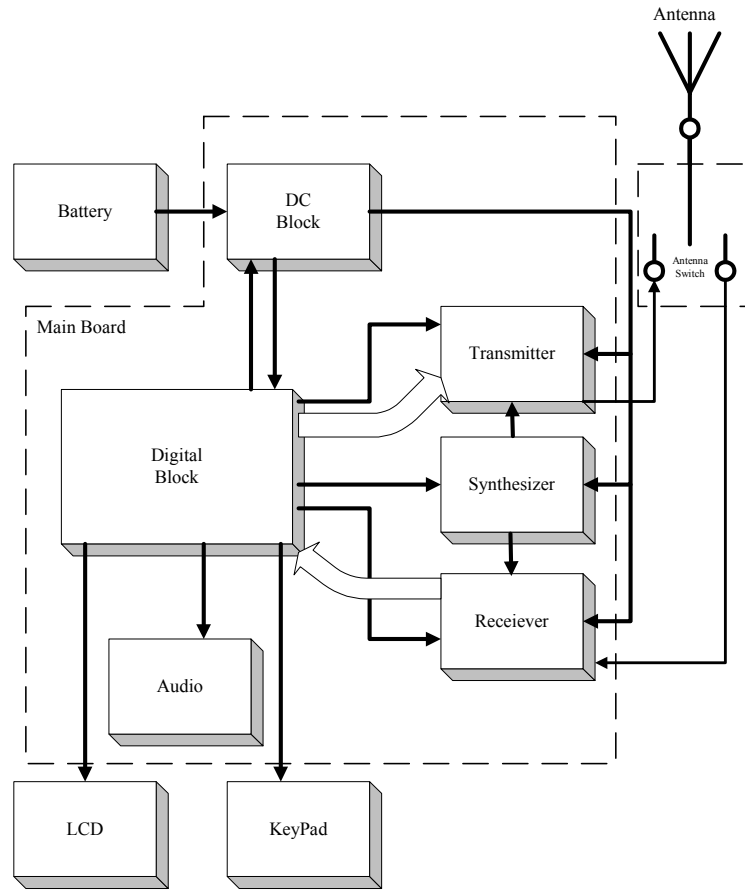 Antenna
Battery
DC
Block
Antenna
Switch
Main Board
Transmitter
Digital
Block
Synthesizer
Receiever
Audio
LCD
KeyPad